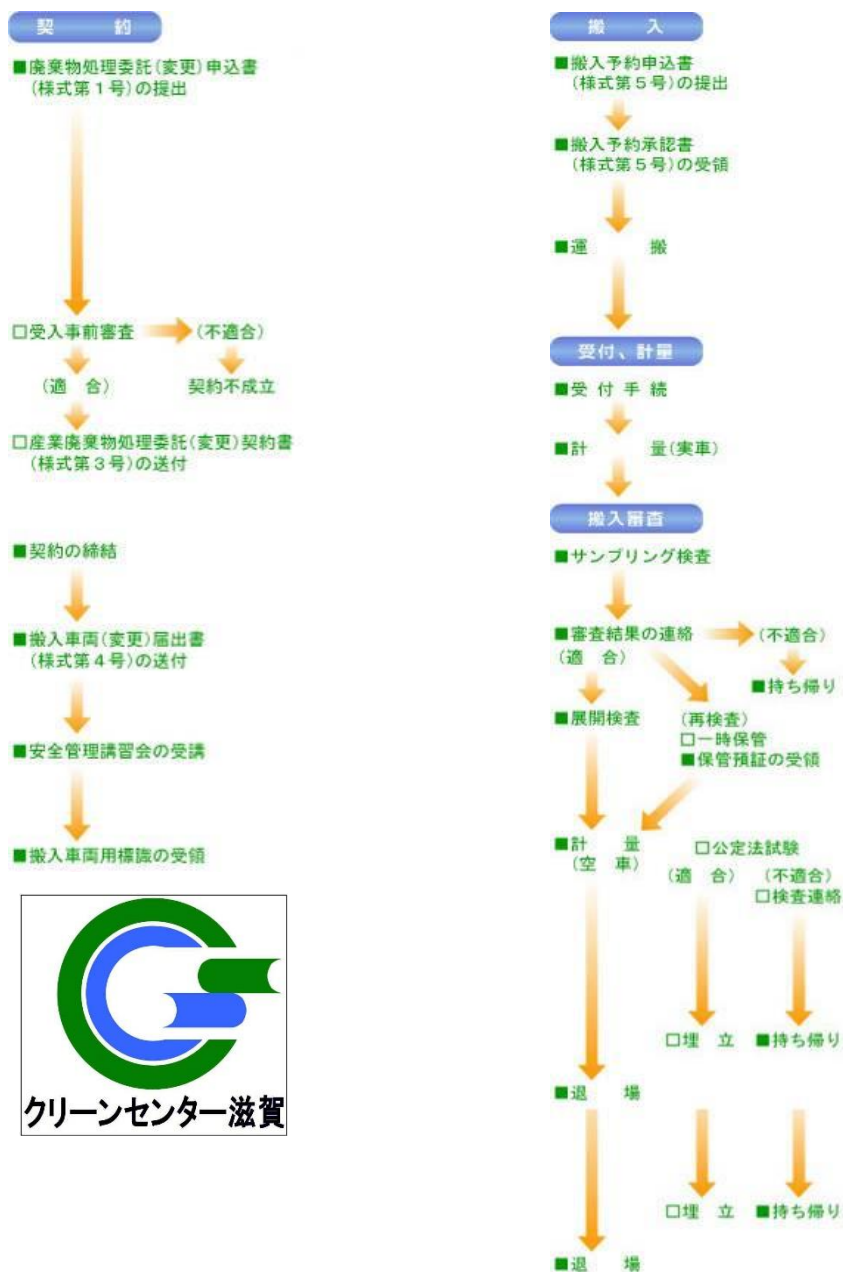 契　約
■廃棄物処理委託(変更)申込書
(様式第1号)の提出
□受入事前審査
(不適合)
(適　合)
契約不成立
□産業廃棄物処理委託(変更)契約書
(様式第3号)の送付
■契約の締結
■搬入車両(変更)届出書
(様式第4号)の送付
■安全管理講習会の受講
■搬入車両用標識の受領
クリーンセンター滋賀
搬　入
■搬入予約申込書
(様式第5号)の提出
■搬入予約承認書
(様式第5号)の受領
■運　搬
受付、計量
■受 付 手 続
■計　量(実車)
搬入審査
■サンプリング検査
■審査結果の連絡
(不適合)
(適　合)
■持ち帰り
■展開検査
(再検査)
□一時保管
■保管預証の受領
■計　量
(空　車)
□公定法試験
(適　合)
(不適合)
□検査連絡
□埋　立
■持ち帰り
■退　場
□埋　立
■持ち帰り
■退　場